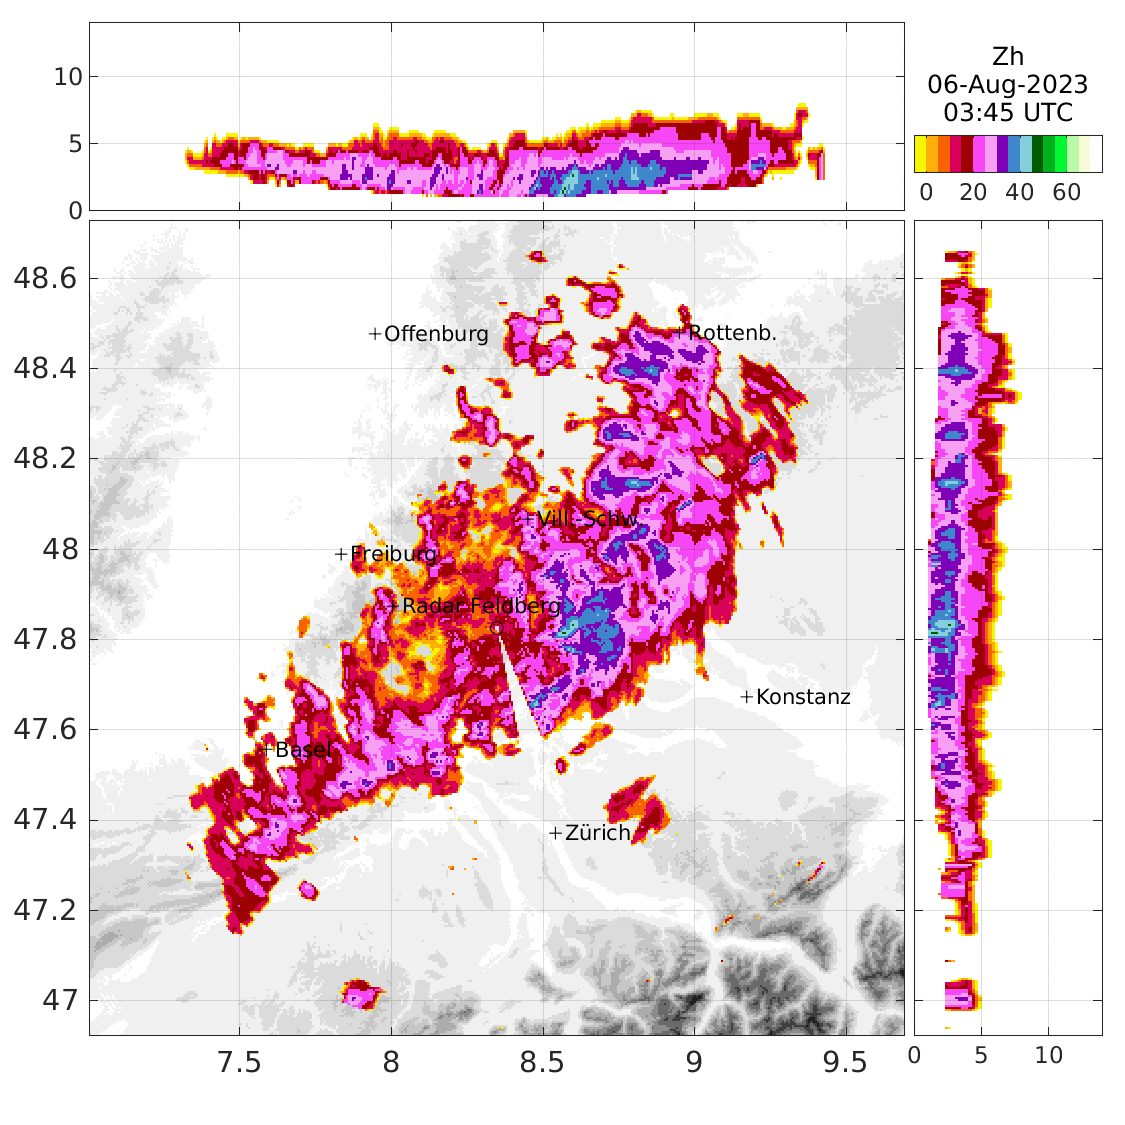 10
5
0
Zh
06-Aug-2023
03:45 UTC
0 20 40 60
48.6
48.4
48.2
48
47.8
47.6
47.4
47.2
47
+Offenburg
+Rottenb.
+Vill.-Schw.
+Freiburg
+Radar Feldberg
+Konstanz
+Basel
+Zürich
7.5 8 8.5 9 9.5
0 5 10